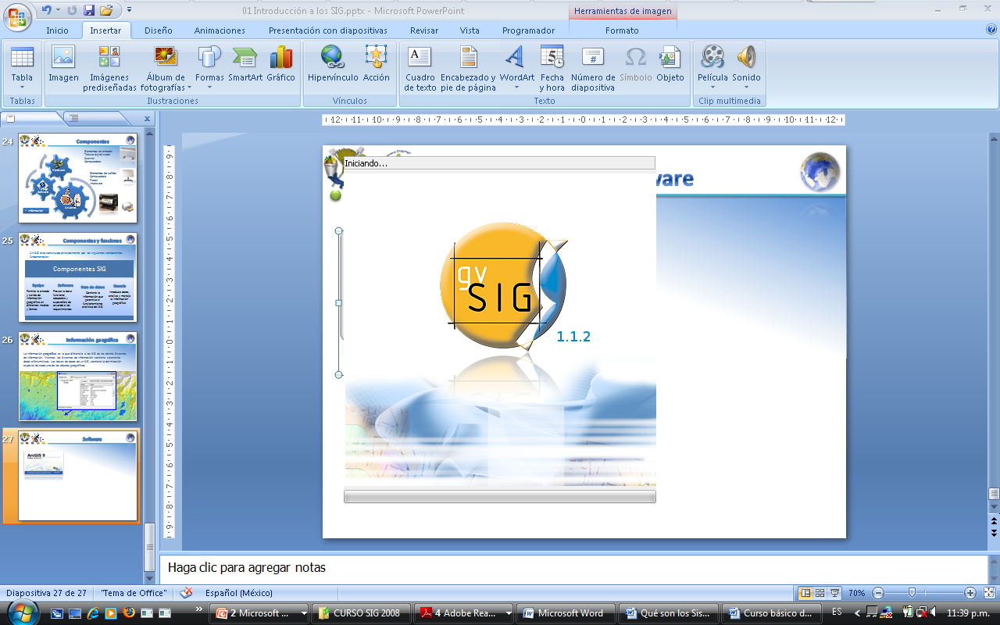 01 Introducción a los SIG.pptx - Microsoft PowerPoint
Herramientas de imagen
Inicio Insertar Diseño Animaciones Presentación con diapositivas Revisar Vista Programador Formato
Tabla Imagen Imágenes prediseñadas Álbum de fotografías Formas SmartArt Gráfico Hipervínculo Acción Cuadro de texto Encabezado y pie de página WordArt Fecha y hora Número de diapositiva Símbolo Objeto Película Sonido
Tablas Ilustraciones Vínculos Texto Clip multimedia
12 11 10 9 8 7 6 5 4 3 2 1 0 1 2 3 4 5 6 7 8 9 10 11 12
24
Componentes
25
Componentes y funciones
Componentes SIG
Equipo Software Base de datos Usuario
26
Información geográfica
27
Software
ArcGIS 9
Iniciando...
ware
gv
SIG
1.1.2
Haga clic para agregar notas
Diapositiva 27 de 27 "Tema de Office" Español (México) 70%
2 Microsoft ... CURSO SIG 2008 4 Adobe Rea... Microsoft Word Qué son los Sis... Curso básico d... ES 11:39 p.m.